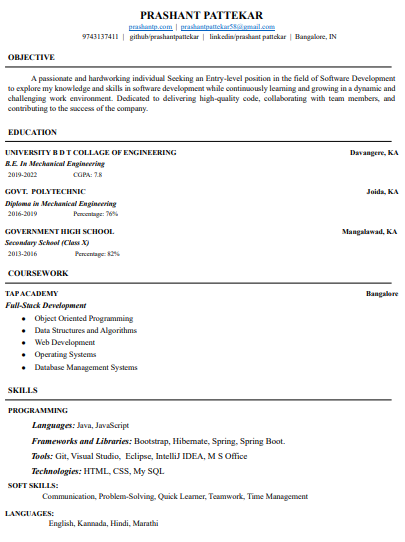 PRASHANT PATTEKAR
prashantp.com | prashantpattekar58@gmail.com
9743137411 | github/prashantpattekar | linkedin/prashant pattekar | Bangalore, IN
OBJECTIVE
A passionate and hardworking individual Seeking an Entry-level position in the field of Software Development
to explore my knowledge and skills in software development while continuously learning and growing in a dynamic and
challenging work environment. Dedicated to delivering high-quality code, collaborating with team members, and
contributing to the success of the company.
EDUCATION
UNIVERSITY B D T COLLAGE OF ENGINEERING Davangere, KA
B.E. In Mechanical Engineering
2019-2022 CGPA: 7.8
GOVT. POLYTECHNIC Joida, KA
Diploma in Mechanical Engineering
2016-2019 Percentage: 76%
GOVERNMENT HIGH SCHOOL Mangalawad, KA
Secondary School (Class X)
2013-2016 Percentage: 82%
COURSEWORK
TAP ACADEMY Bangalore
Full-Stack Development
• Object Oriented Programming
• Data Structures and Algorithms
• Web Development
• Operating Systems
• Database Management Systems
SKILLS
PROGRAMMING
Languages: Java, JavaScript
Frameworks and Libraries: Bootstrap, Hibernate, Spring, Spring Boot.
Tools: Git, Visual Studio, Eclipse, IntelliJ IDEA, M S Office
Technologies: HTML, CSS, My SQL
SOFT SKILLS:
Communication, Problem-Solving, Quick Learner, Teamwork, Time Management
LANGUAGES:
English, Kannada, Hindi, Marathi